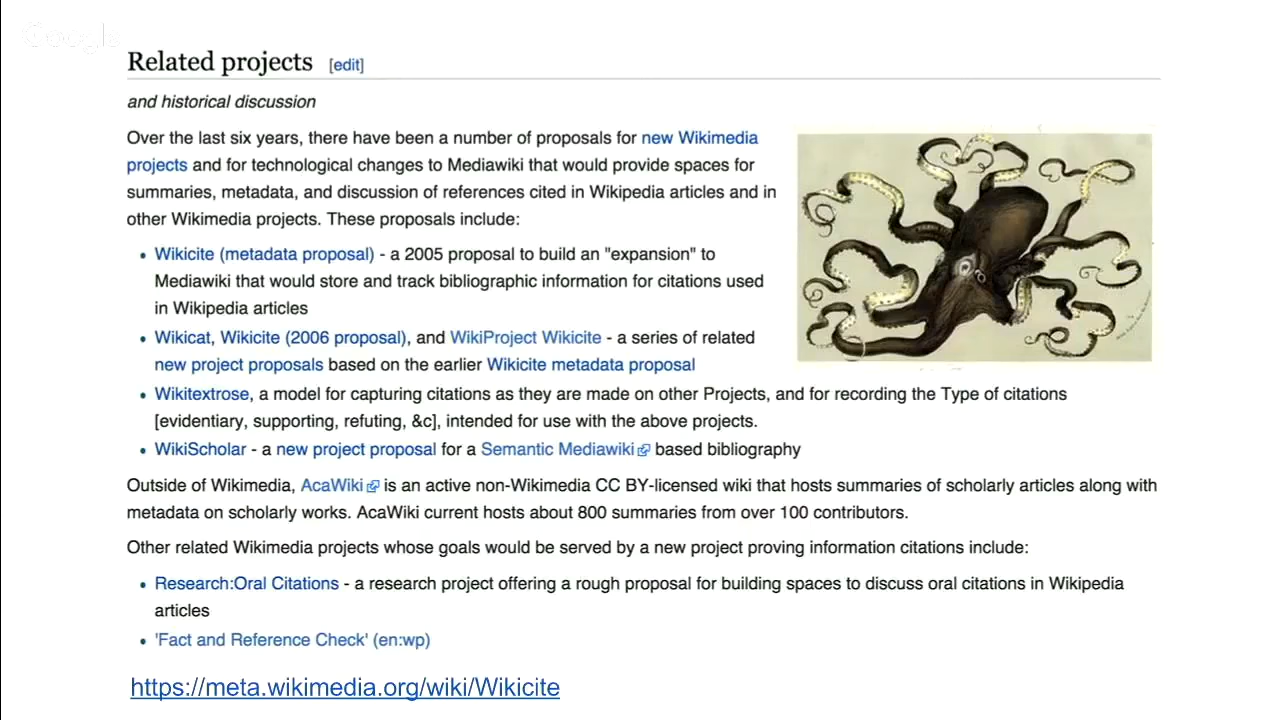 Google
Related projects [edit]
and historical discussion
Over the last six years, there have been a number of proposals for new Wikimedia
projects and for technological changes to Mediawiki that would provide spaces for
summaries, metadata, and discussion of references cited in Wikipedia articles and in
other Wikimedia projects. These proposals include:
• Wikicite (metadata proposal) - a 2005 proposal to build an "expansion" to
Mediawiki that would store and track bibliographic information for citations used
in Wikipedia articles
• Wikicat, Wikicite (2006 proposal), and WikiProject Wikicite - a series of related
new project proposals based on the earlier Wikicite metadata proposal
• Wikitextrose, a model for capturing citations as they are made on other Projects, and for recording the Type of citations
[evidentiary, supporting, refuting, &c], intended for use with the above projects.
• WikiScholar - a new project proposal for a Semantic Mediawiki based bibliography
Outside of Wikimedia, AcaWiki is an active non-Wikimedia CC BY-licensed wiki that hosts summaries of scholarly articles along with
metadata on scholarly works. AcaWiki current hosts about 800 summaries from over 100 contributors.
Other related Wikimedia projects whose goals would be served by a new project proving information citations include:
• Research:Oral Citations - a research project offering a rough proposal for building spaces to discuss oral citations in Wikipedia
articles
• 'Fact and Reference Check' (en:wp)
https://meta.wikimedia.org/wiki/Wikicite